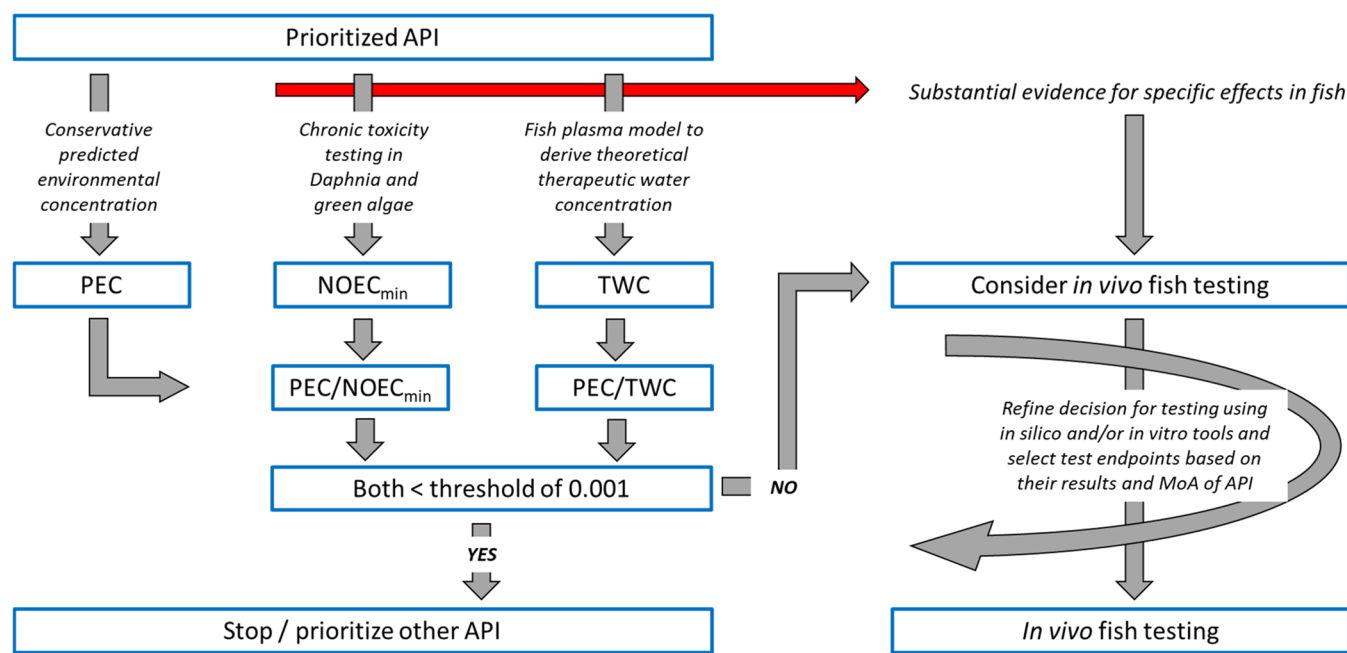 Prioritized API
Substantial evidence for specific effects in fish
Conservative
predicted
environmental
concentration
Chronic toxicity
testing in
Daphnia and
green algae
Fish plasma model to
derive theoretical
therapeutic water
concentration
PEC
NOECmin
TWC
Consider in vivo fish testing
PEC/NOECmin
PEC/TWC
Refine decision for testing using
in silico and/or in vitro tools and
select test endpoints based on
their results and MoA of API
Both < threshold of 0.001
NO
YES
Stop / prioritize other API
In vivo fish testing